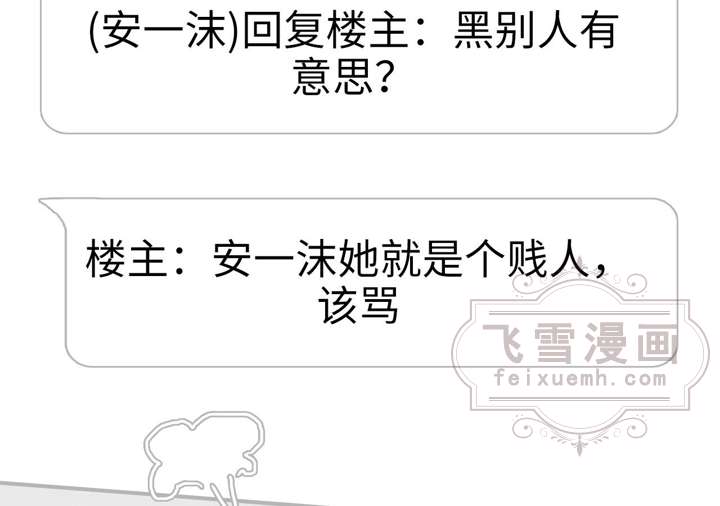 (安一沫)回复楼主：黑别人有
意思？
楼主：安一沫她就是个贱人，
该骂
飞雪漫画
feixuemh.com